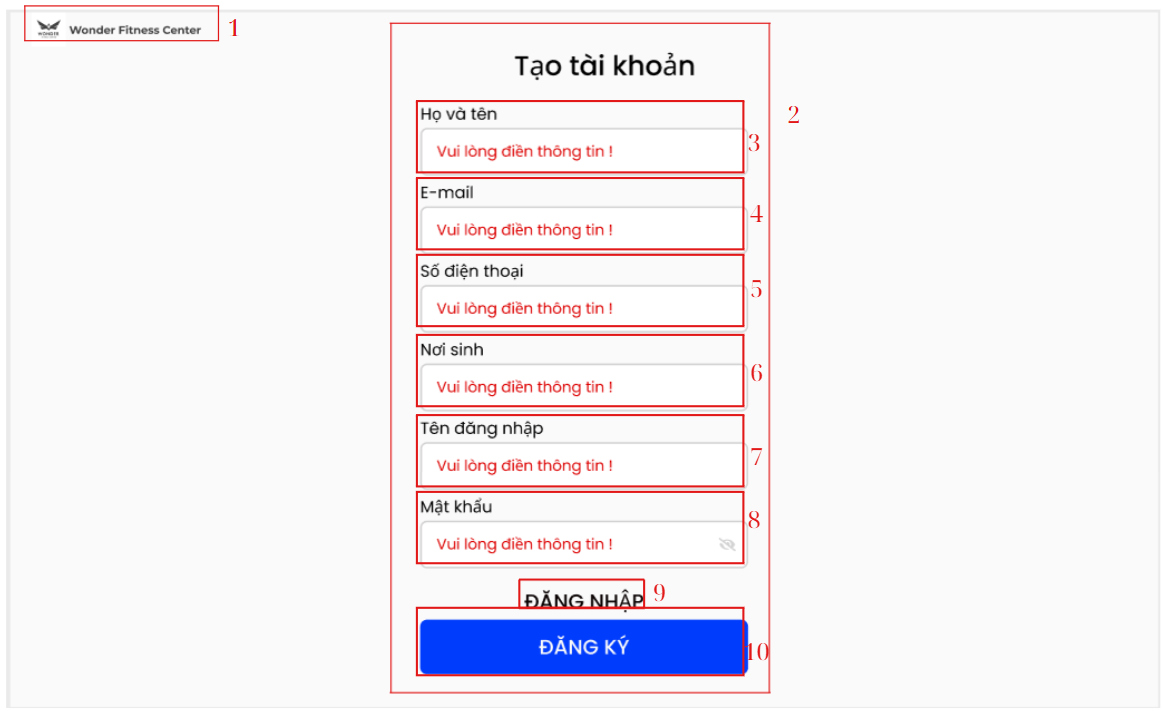 WONDER
Wonder Fitness Center
1
Tạo tài khoản
2
Họ và tên
Vui lòng điền thông tin !
3
E-mail
Vui lòng điền thông tin !
4
Số điện thoại
Vui lòng điền thông tin !
5
Nơi sinh
Vui lòng điền thông tin !
6
Tên đăng nhập
Vui lòng điền thông tin !
7
Mật khẩu
Vui lòng điền thông tin !
8
ĐĂNG NHẬP
9
ĐĂNG KÝ
10